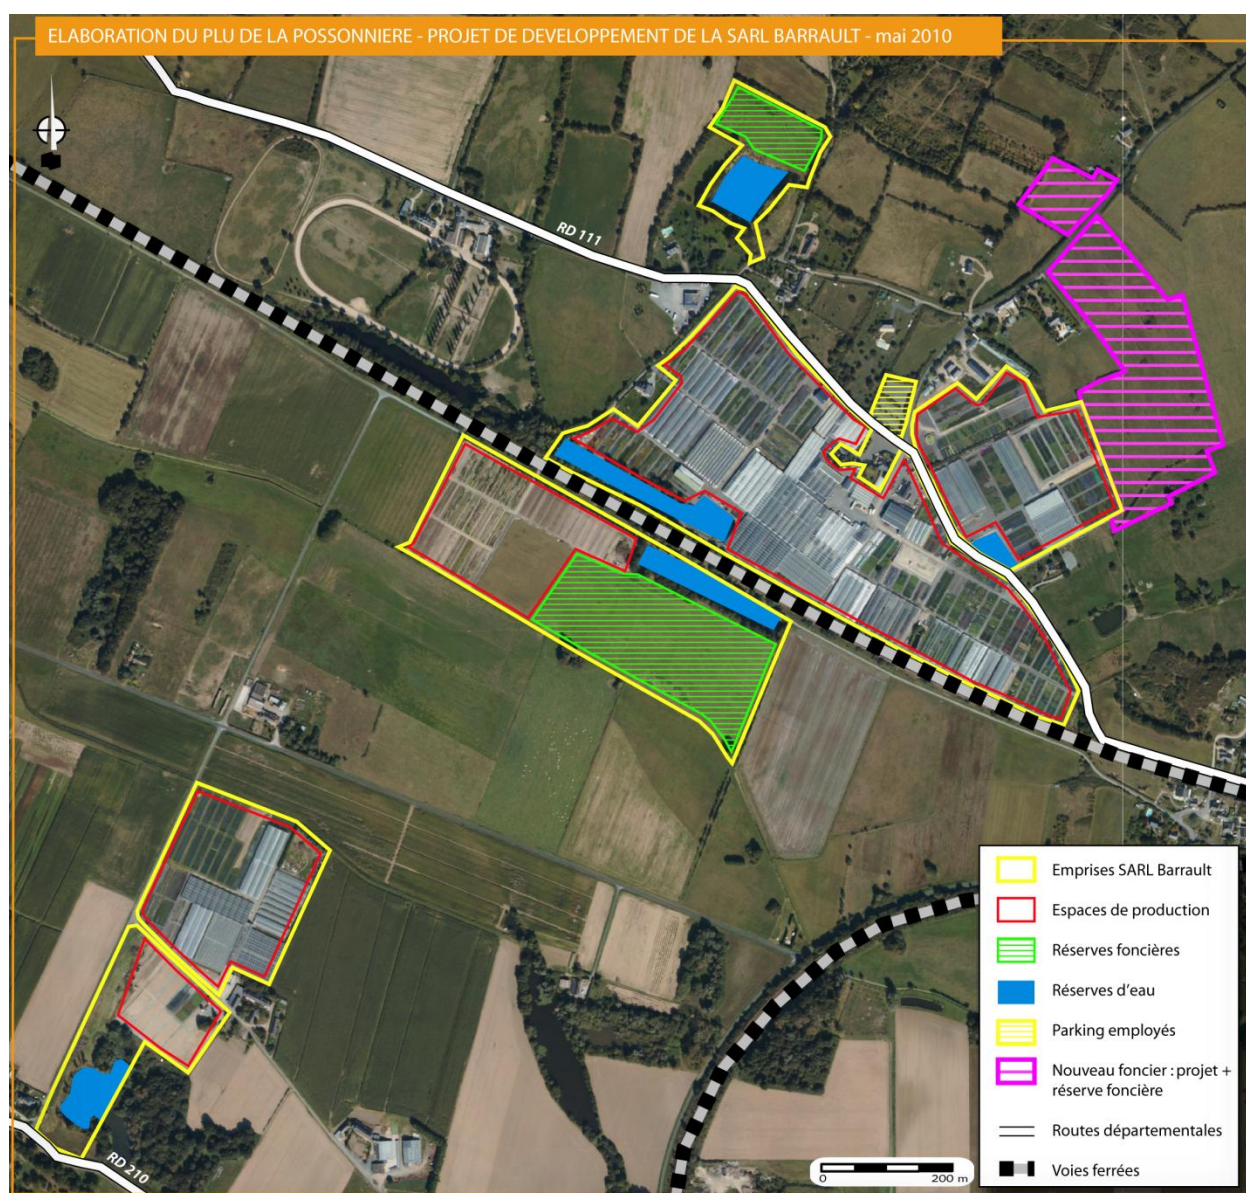 ELABORATION DU PLU DE LA POSSONNIERE - PROJET DE DEVELOPPEMENT DE LA SARL BARRAULT - mai 2010
RD 111
Emprises SARL Barrault
Espaces de production
Réserves foncières
Réserves d'eau
Parking employés
Nouveau foncier : projet +
réserve foncière
Routes départementales
Voies ferrées
RD 210
0 200 m